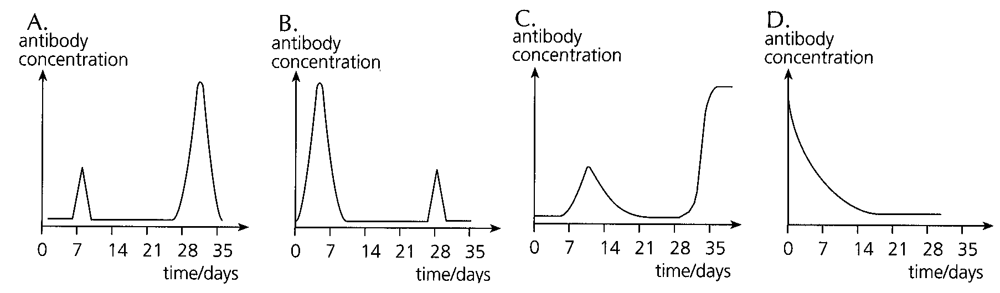 A.
antibody
concentration
0 7 14 21 28 35
time/days
B.
antibody
concentration
0 7 14 21 28 35
time/days
C.
antibody
concentration
0 7 14 21 28 35
time/days
D.
antibody
concentration
0 7 14 21 28 35
time/days